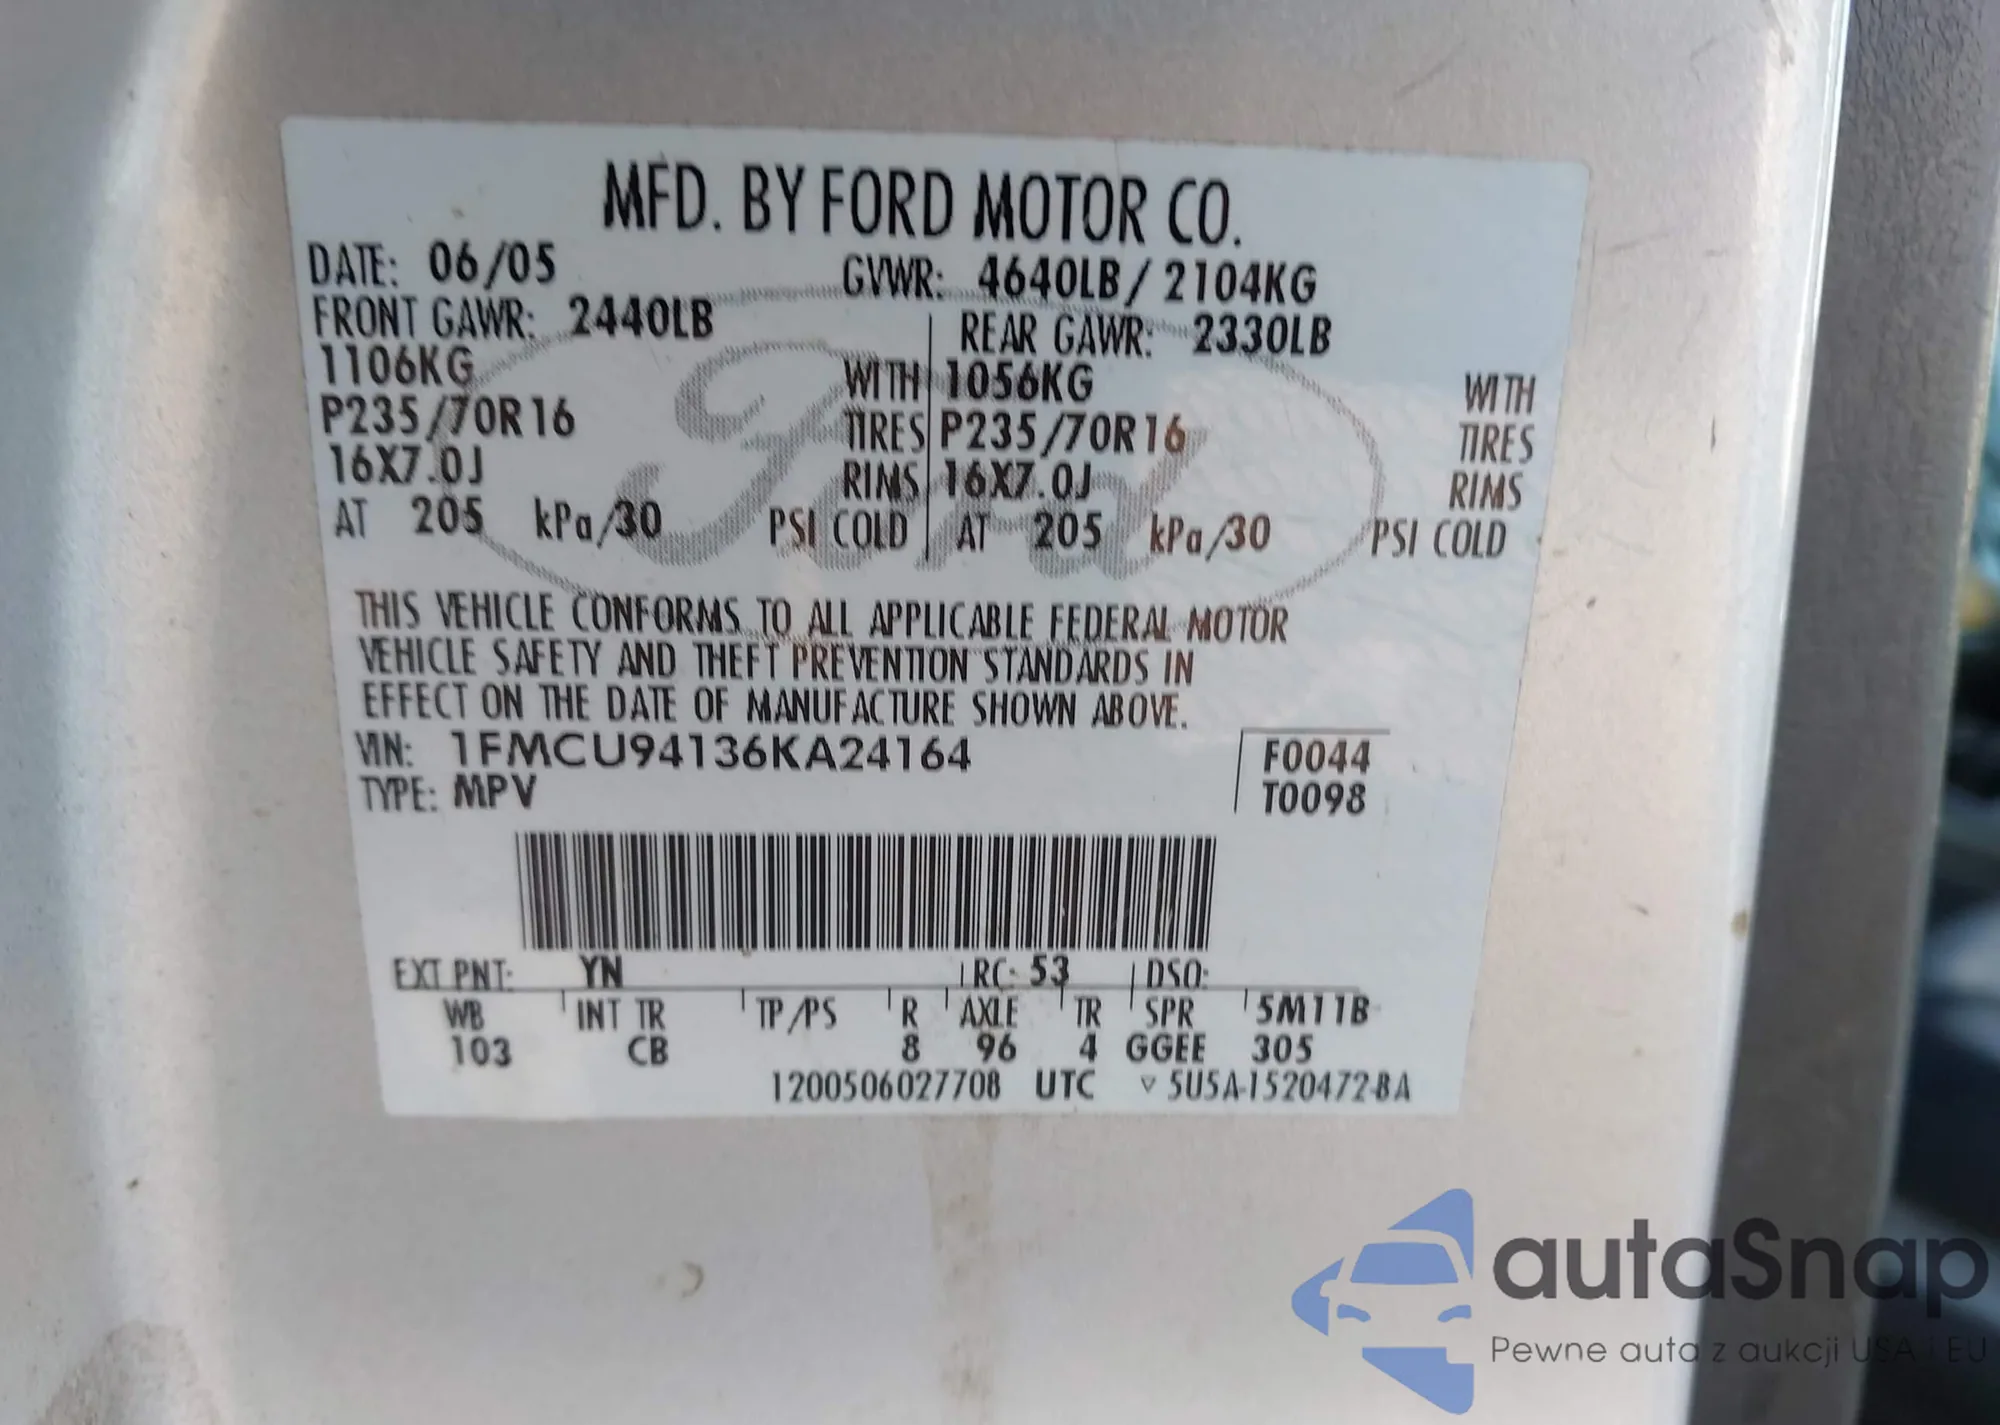 MFD. BY FORD MOTOR CO.
DATE: 06/05 GVWR: 4640LB/ 2104KG
FRONT GAWR: 2440LB REAR GAWR: 2330LB
1106KG WITH 1056KG WITH
P235/70R16 TIRES P235/70R16 TIRES
16X7.0J RIMS 16X7.0J RIMS
AT 205 kPa/30 PSI COLD AT 205 kPa/30 PSI COLD
Ford
THIS VEHICLE CONFORMS TO ALL APPLICABLE FEDERAL MOTOR
VEHICLE SAFETY AND THEFT PREVENTION STANDARDS IN
EFFECT ON THE DATE OF MANUFACTURE SHOWN ABOVE.
VIN: 1FMCU94136KA24164 F0044
TYPE: MPV T0098
EXT PNT: YN RC: 53 DSO:
WB INT TR TP/PS R AXLE TR SPR 5M11B
103 CB 8 96 4 GGEE 305
1200506027708 UTC ▽ 5U5A-1520472-BA
autaSnap
Pewne auta z aukcji USA i EU